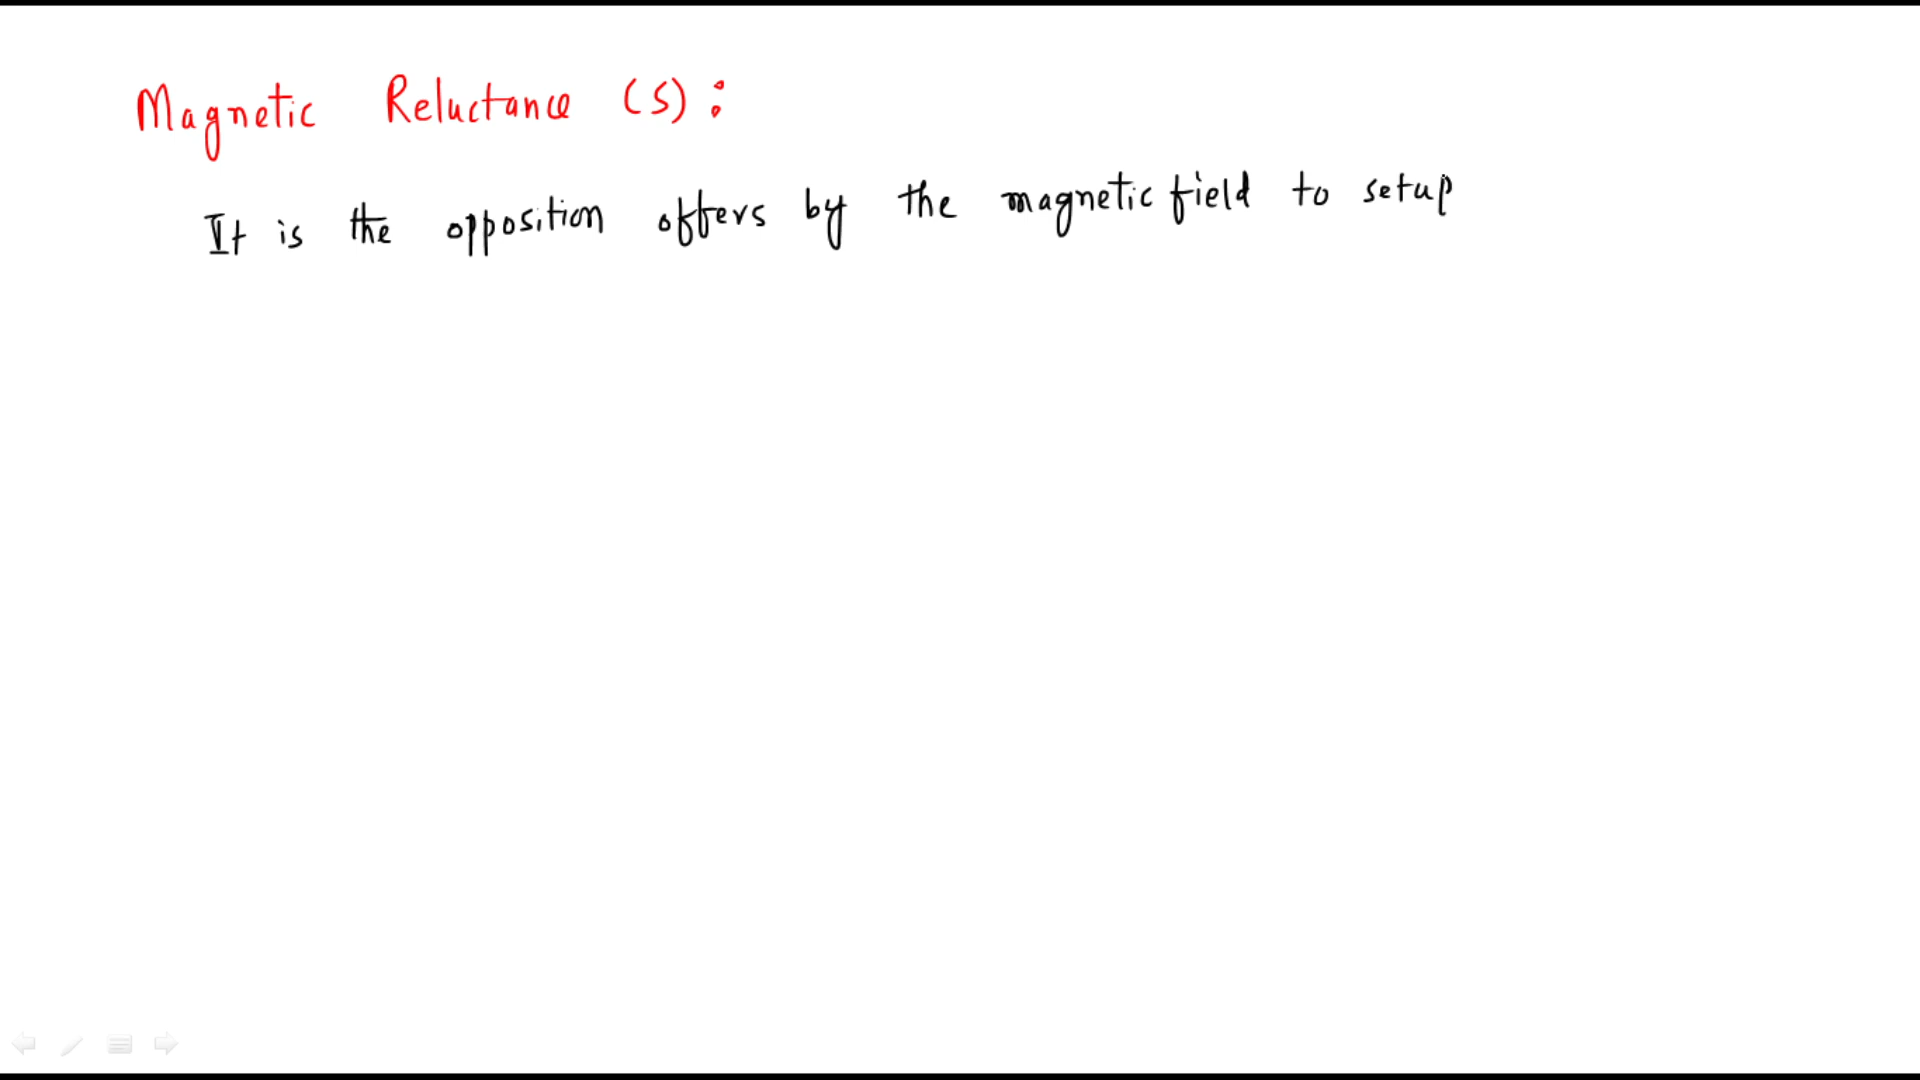 Magnetic Reluctance (S):
It is the opposition offers by the magnetic field to setup